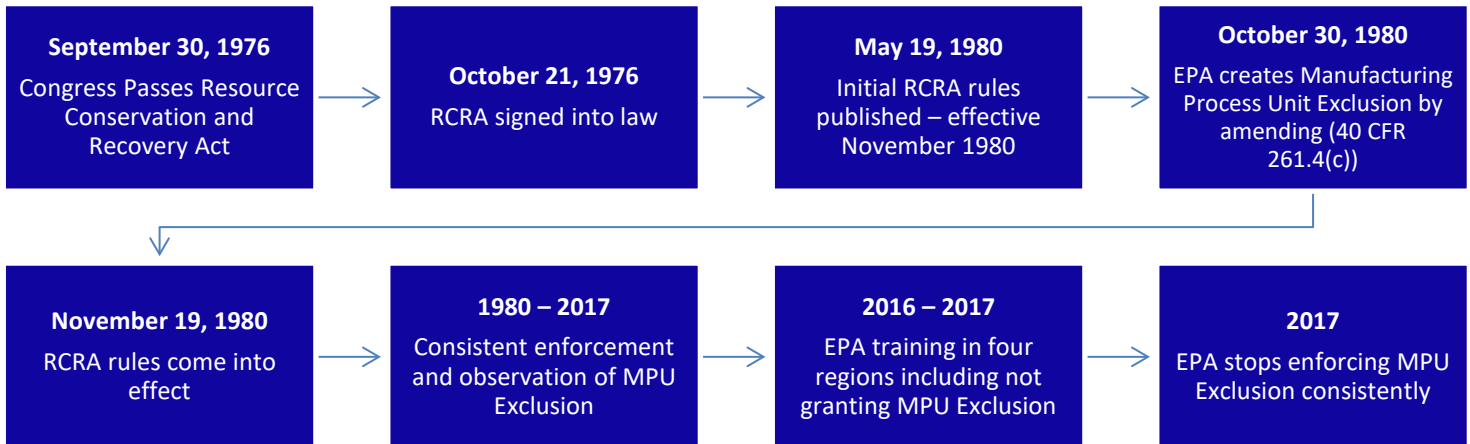 September 30, 1976
Congress Passes Resource
Conservation and
Recovery Act
October 21, 1976
RCRA signed into law
May 19, 1980
Initial RCRA rules
published – effective
November 1980
October 30, 1980
EPA creates Manufacturing
Process Unit Exclusion by
amending (40 CFR
261.4(c))
November 19, 1980
RCRA rules come into
effect
1980 – 2017
Consistent enforcement
and observation of MPU
Exclusion
2016 – 2017
EPA training in four
regions including not
granting MPU Exclusion
2017
EPA stops enforcing MPU
Exclusion consistently